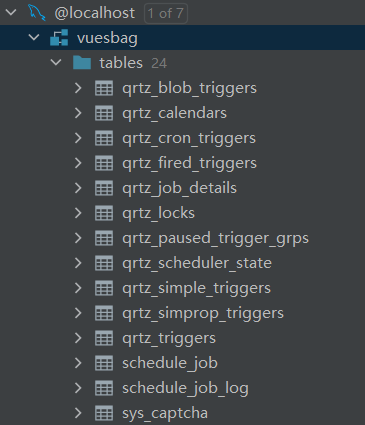 @localhost 1 of 7
vuesbag
tables 24
qrtz_blob_triggers
qrtz_calendars
qrtz_cron_triggers
qrtz_fired_triggers
qrtz_job_details
qrtz_locks
qrtz_paused_trigger_grps
qrtz_scheduler_state
qrtz_simple_triggers
qrtz_simprop_triggers
qrtz_triggers
schedule_job
schedule_job_log
sys_captcha